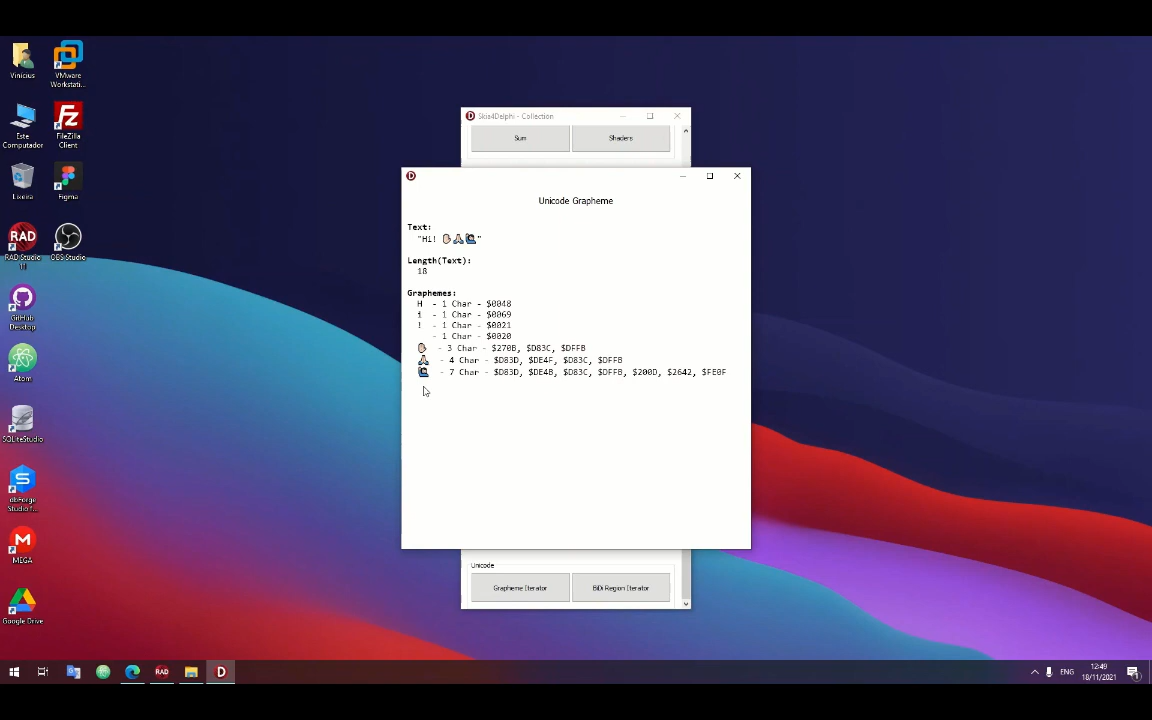 Vinicius
VMware
Workstati...
Este
Computador
FileZilla
Client
Lixeira
Figma
RAD
RAD Studio
11
OBS Studio
GitHub
Desktop
Atom
SQLiteStudio
dbForge
Studio f...
MEGA
Google Drive
Skia4Delphi - Collection
Sum
Shaders
Unicode Grapheme
Text:
"Hi! ✋🏻🙏🏻🙋🏻‍♂️"
Length(Text):
18
Graphemes:
H - 1 Char - $0048
i - 1 Char - $0069
! - 1 Char - $0021
- 1 Char - $0020
✋🏻 - 3 Char - $270B, $D83C, $DFFB
🙏🏻 - 4 Char - $D83D, $DE4F, $D83C, $DFFB
🙋🏻‍♂️ - 7 Char - $D83D, $DE4B, $D83C, $DFFB, $200D, $2642, $FE0F
Unicode
Grapheme Iterator
BiDi Region Iterator
RAD
ENG
12:49
18/11/2021